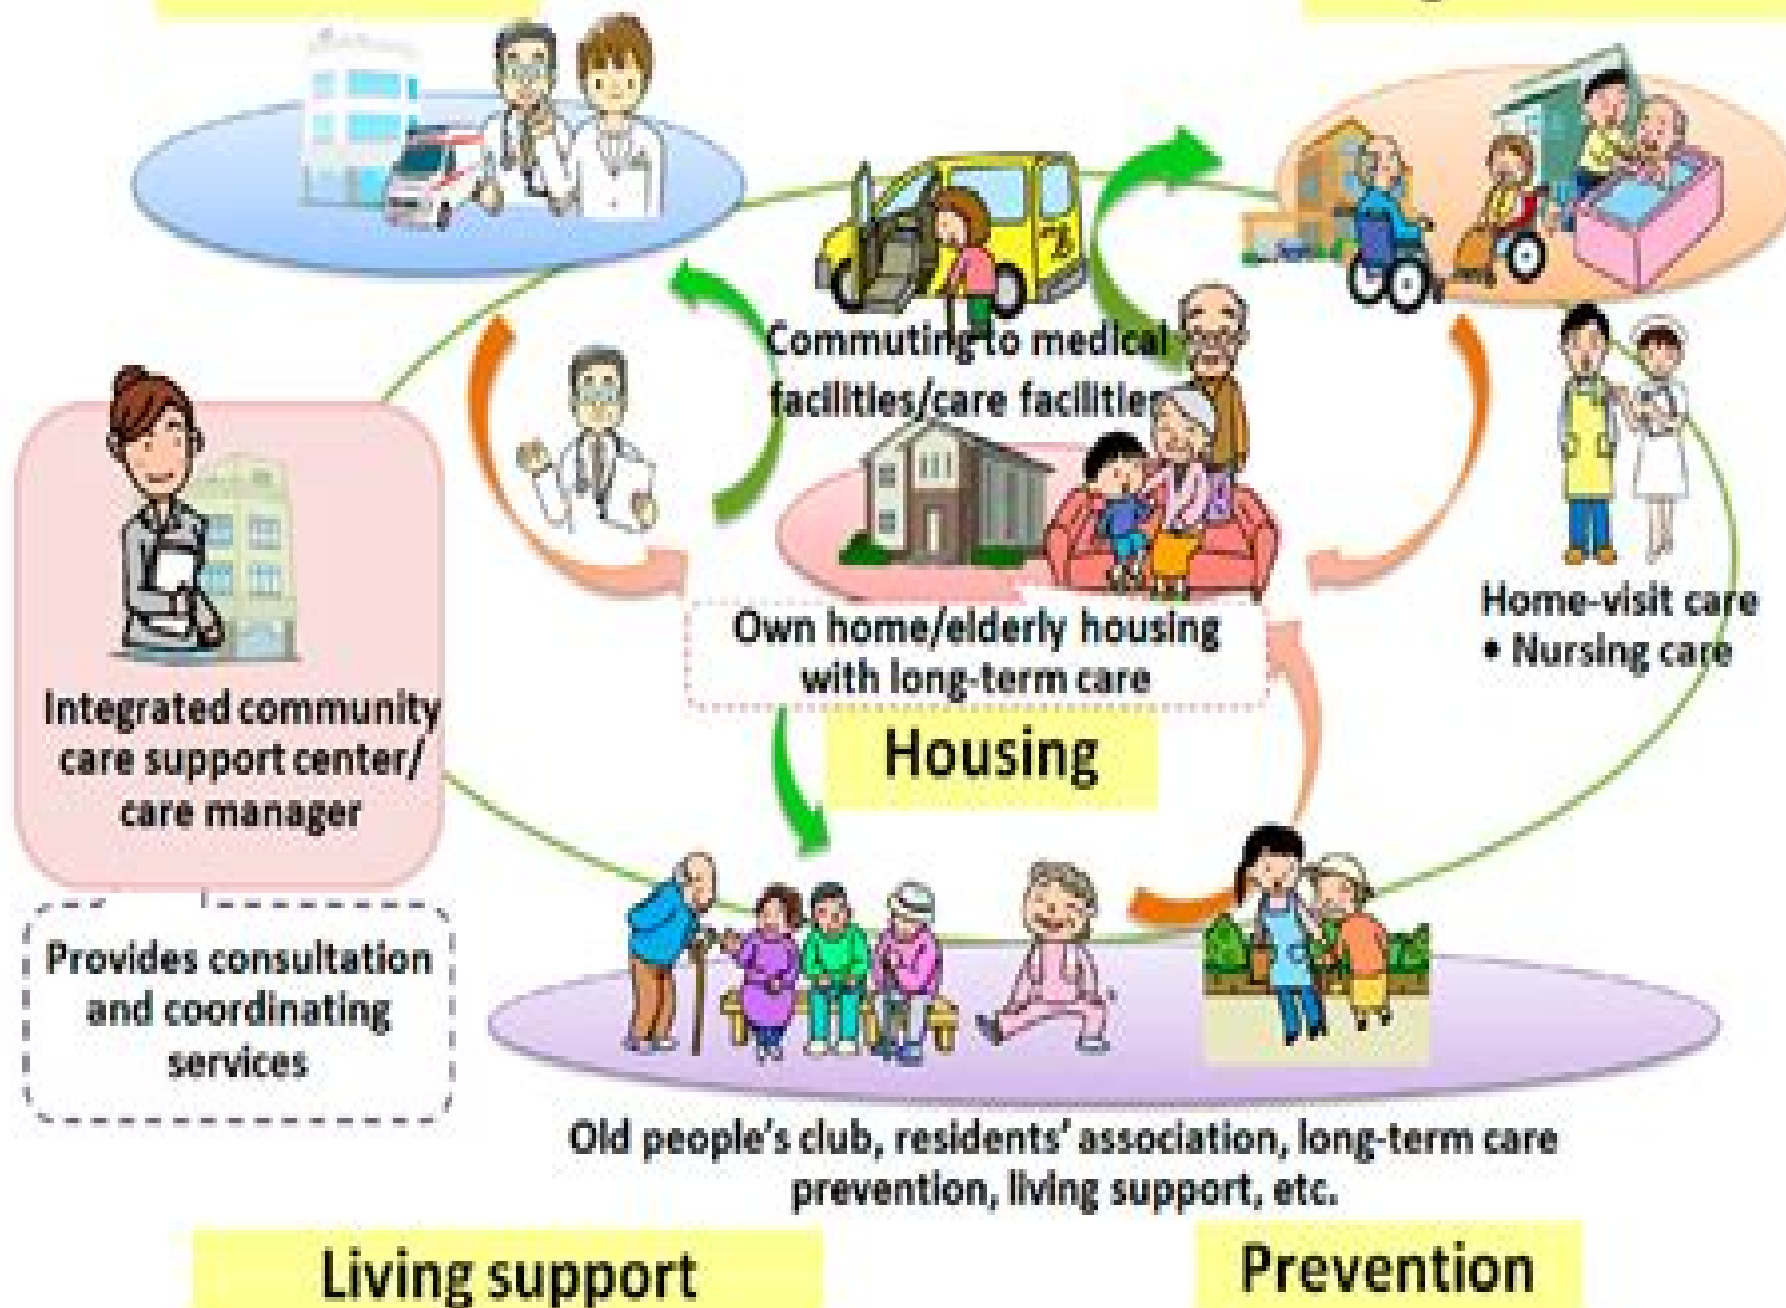 Commuting to medical
facilities/care facilities
Own home/elderly housing
with long-term care
Home-visit care
• Nursing care
Housing
Integrated community
care support center/
care manager
Provides consultation
and coordinating
services
Old people's club, residents' association, long-term care
prevention, living support, etc.
Living support
Prevention